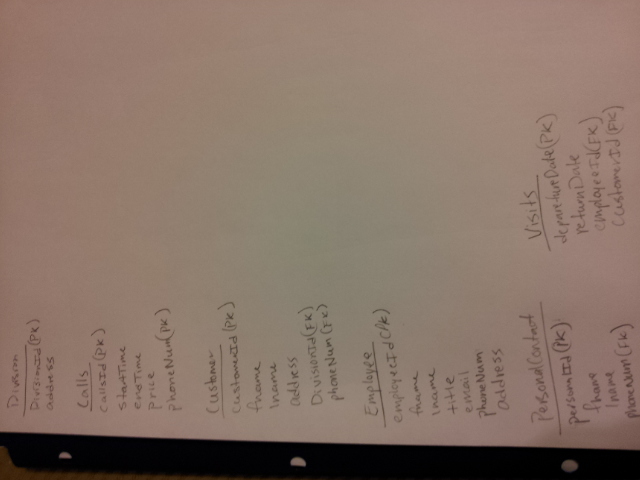 Division
DivisionId(PK)
address
Calls
callsId(PK)
startTime
endTime
price
phoneNum(PK)
Customer
customerId(PK)
fname
lname
address
DivisionId(FK)
phoneNum(FK)
Employee
employeeId(PK)
fname
lname
title
email
phoneNum
address
PersonalContact
personalId(PK)
fname
lname
phoneNum(FK)
Visits
deparetureDate(PK)
returnDate
employeeId(FK)
customerId(FK)